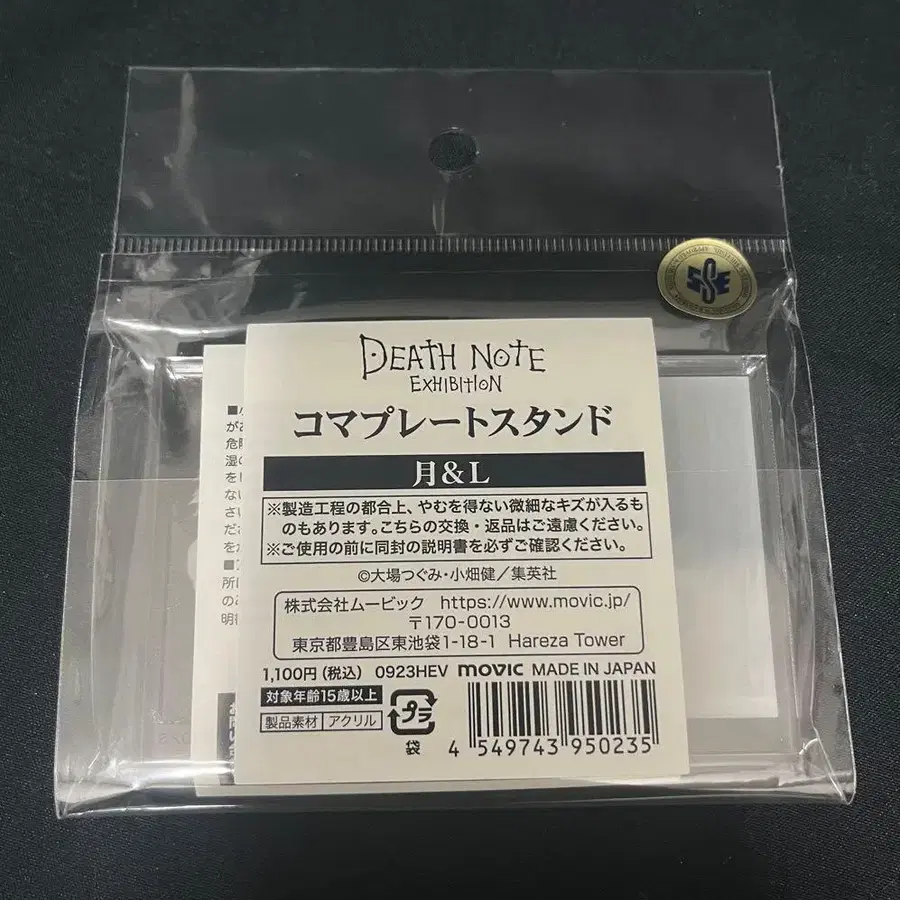 DEATH NOTE
EXHIBITION
コマプレートスタンド
月&L
※製造工程の都合上、やむを得ない微細なキズが入るも
のもあります。こちらの交換・返品はご遠慮ください。
※ご使用の前に同封の説明書を必ずご確認ください。
©大場つぐみ・小畑健/集英社
株式会社ムービック https://www.movic.jp/
〒170-0013
東京都豊島区東池袋1-18-1 Hareza Tower
1,100円(税込) 0923HEV movic MADE IN JAPAN
対象年齢15歳以上
製品素材 アクリル
プラ
袋
4 549743 950235